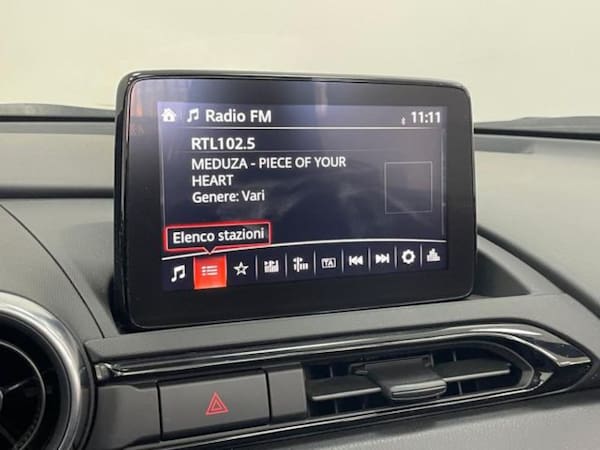 Radio FM 11:11
RTL102.5
MEDUZA - PIECE OF YOUR
HEART
Genere: Vari
Elenco stazioni
TA